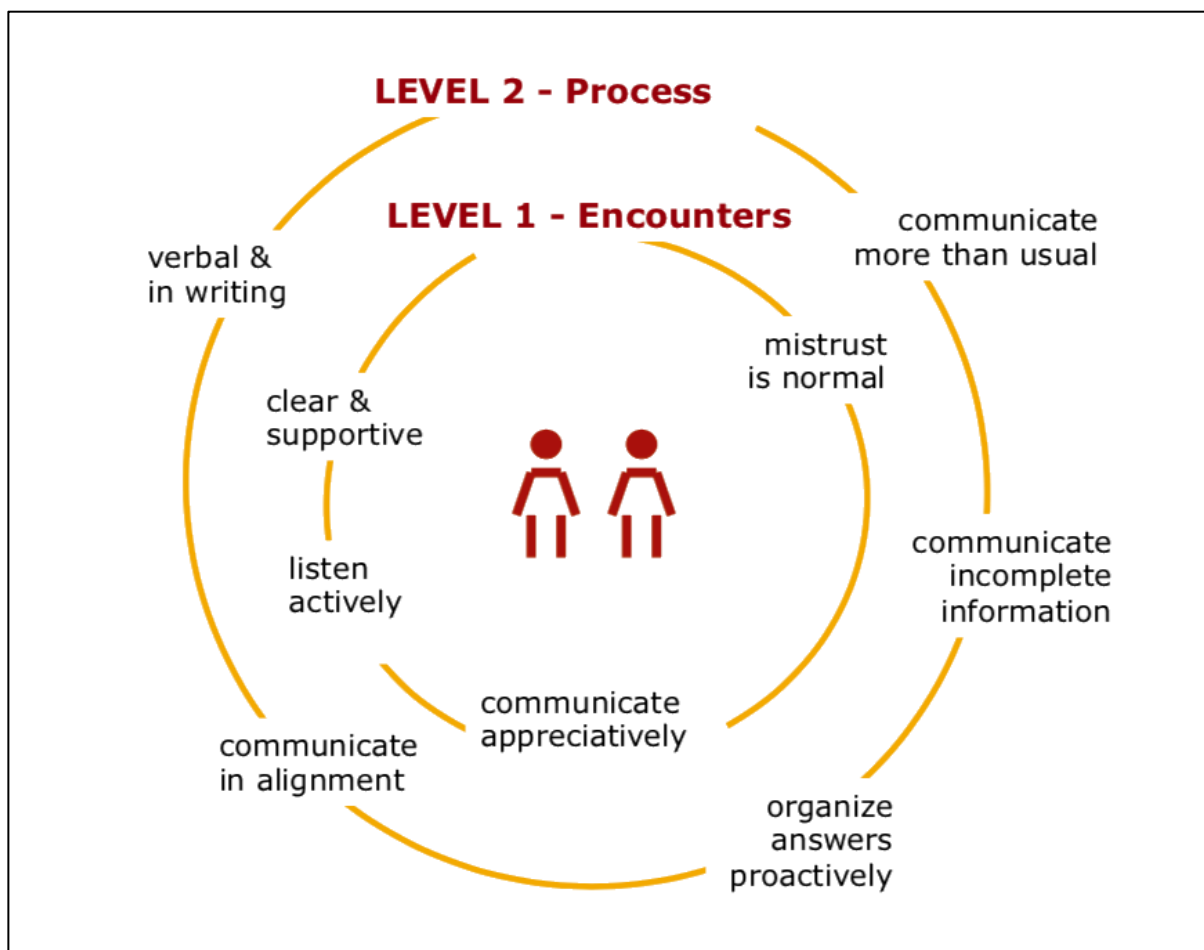 LEVEL 2 - Process
LEVEL 1 - Encounters
communicate
more than usual
verbal &
in writing
mistrust
is normal
clear &
supportive
communicate
incomplete
information
listen
actively
communicate
appreciatively
communicate
in alignment
organize
answers
proactively